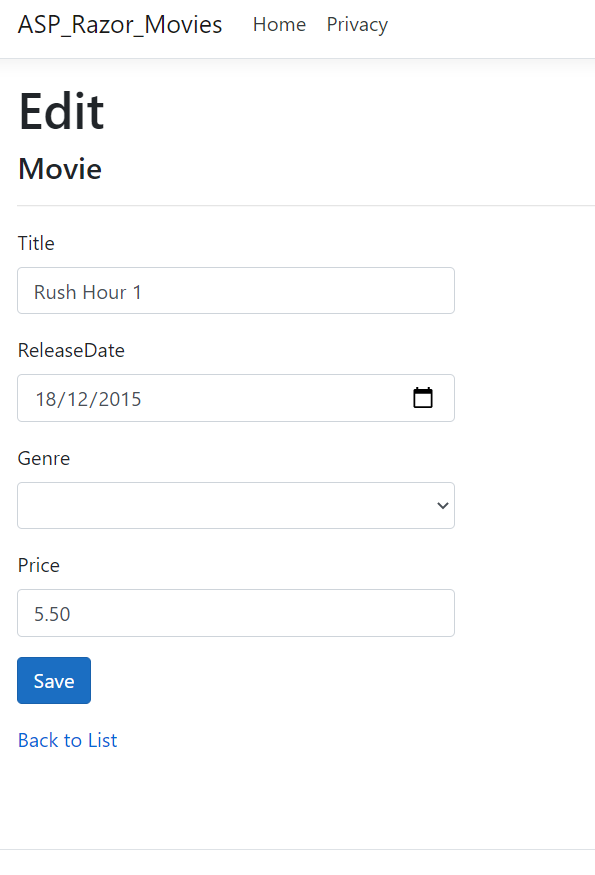 ASP_Razor_Movies Home Privacy
Edit
Movie
Title
Rush Hour 1
ReleaseDate
18/12/2015
Genre
Price
5.50
Save
Back to List